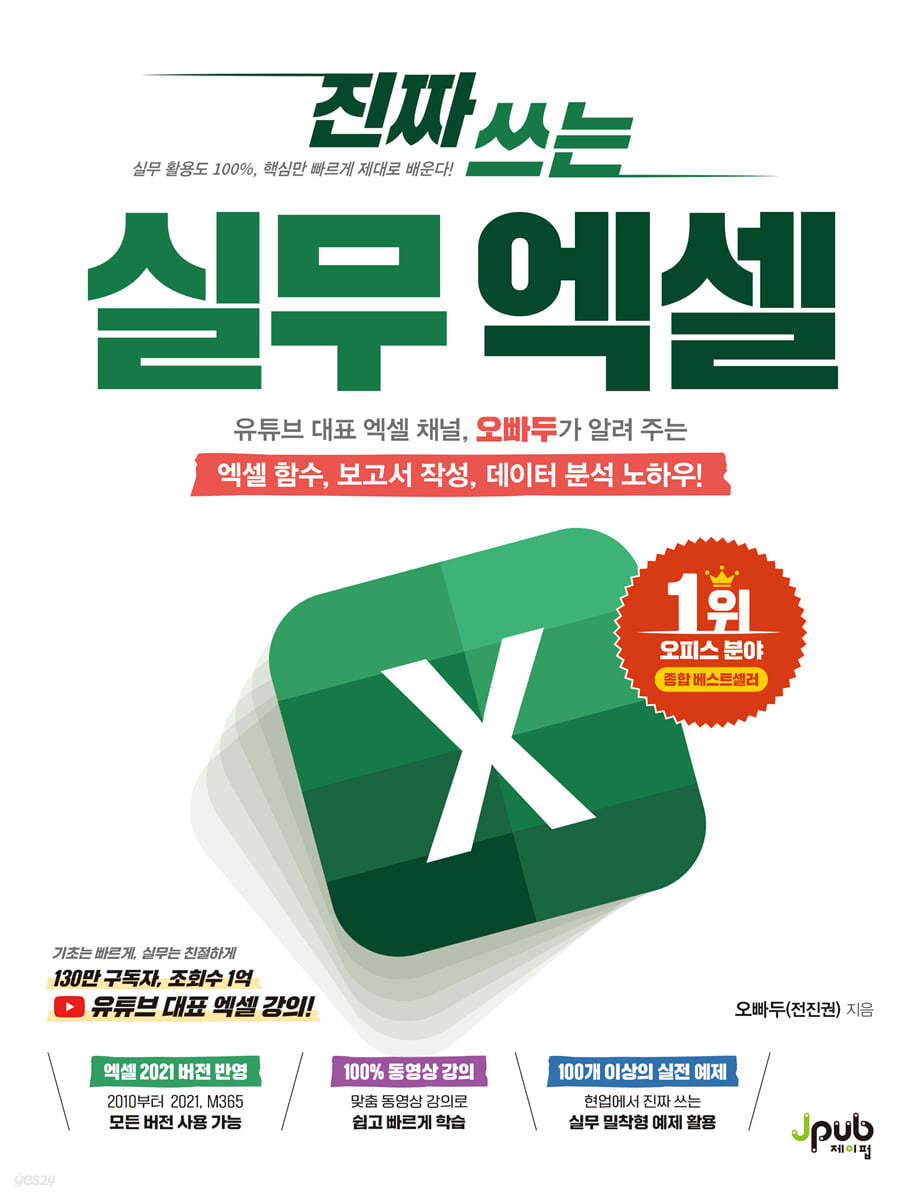 진짜 쓰는
실무 활용도 100%, 핵심만 빠르게 제대로 배운다!
실무 엑셀
유튜브 대표 엑셀 채널, 오빠두가 알려 주는
엑셀 함수, 보고서 작성, 데이터 분석 노하우!
1위
오피스 분야
종합 베스트셀러
X
기초는 빠르게, 실무는 친절하게
130만 구독자, 조회수 1억
유튜브 대표 엑셀 강의!
오빠두(전진권) 지음
엑셀 2021 버전 반영
2010부터 2021, M365
모든 버전 사용 가능
100% 동영상 강의
맞춤 동영상 강의로
쉽고 빠르게 학습
100개 이상의 실전 예제
현업에서 진짜 쓰는
실무 밀착형 예제 활용
Jpub
제이펍
yes24